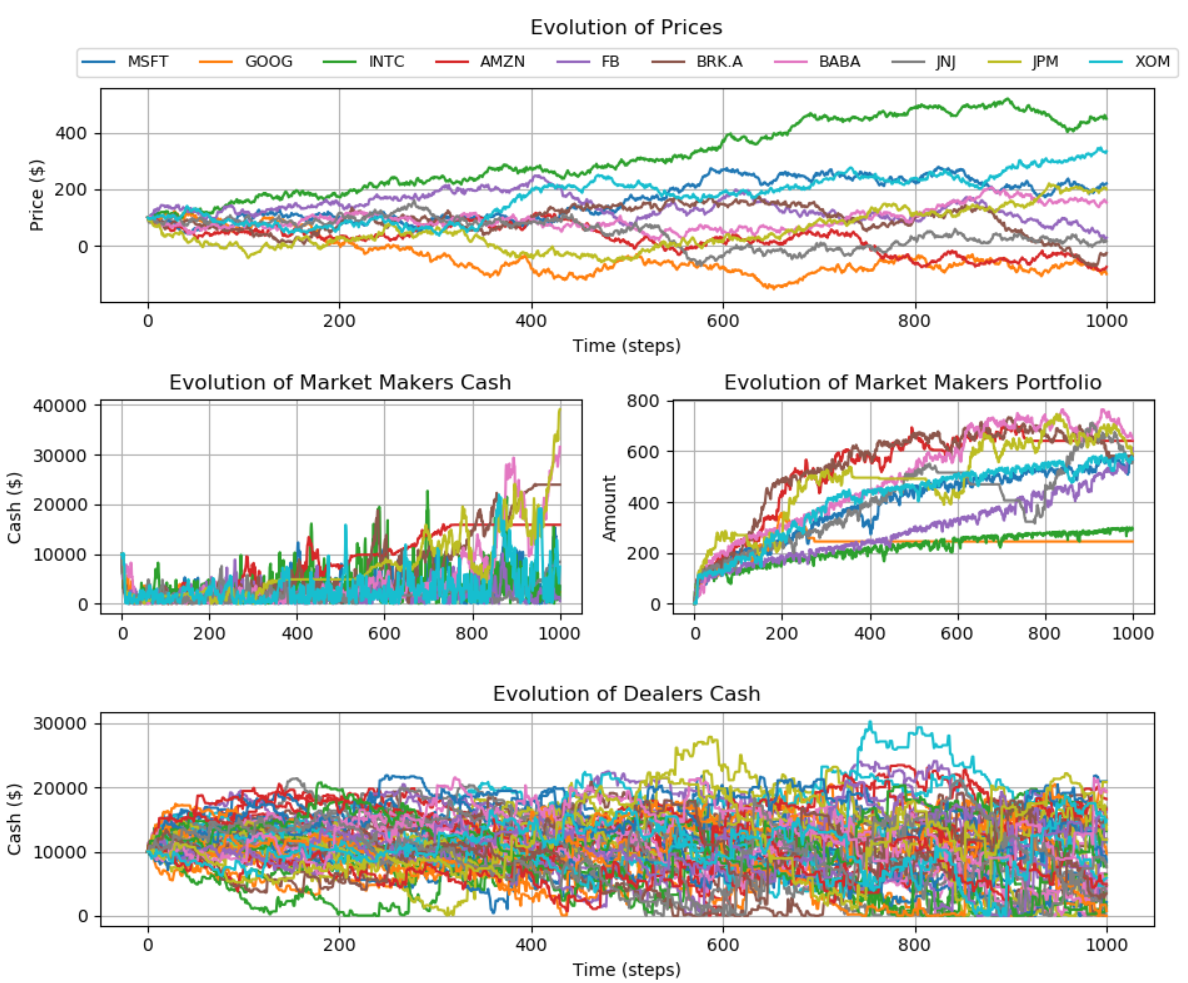 Evolution of Prices
MSFT GOOG INTC AMZN FB BRK.A BABA JNJ JPM XOM
400
200
0
Price ($)
0 200 400 600 800 1000
Time (steps)
Evolution of Market Makers Cash
40000
30000
20000
10000
0
Cash ($)
0 200 400 600 800 1000
Evolution of Market Makers Portfolio
800
600
400
200
0
Amount
0 200 400 600 800 1000
Evolution of Dealers Cash
30000
20000
10000
0
Cash ($)
0 200 400 600 800 1000
Time (steps)